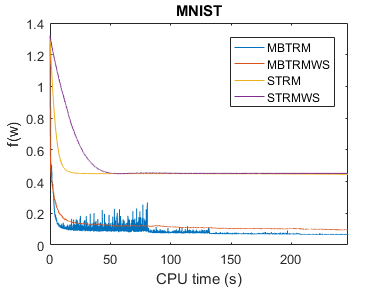 MNIST
f(w)
1.4
1.2
1
0.8
0.6
0.4
0.2
0
MBTRM
MBTRMWS
STRM
STRMWS
0 50 100 150 200
CPU time (s)